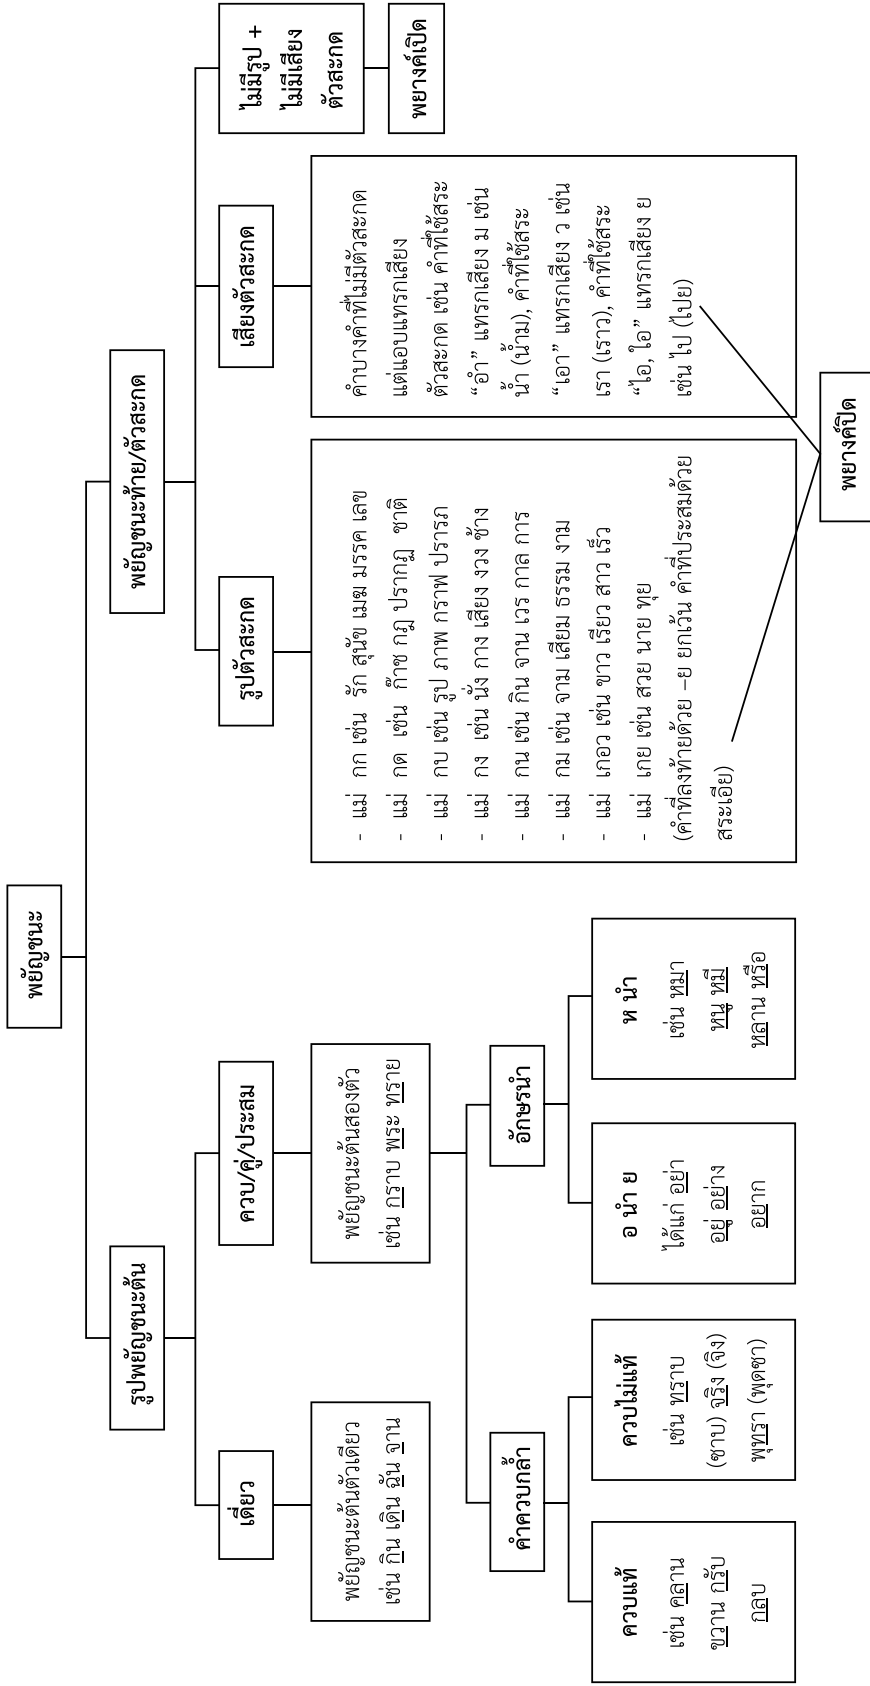 พยัญชนะ
รูปพยัญชนะต้น
พยัญชนะท้าย/ตัวสะกด
เดี่ยว
ควบ/คู่/ประสม
รูปตัวสะกด
เสียงตัวสะกด
ไม่มีรูป +
ไม่มีเสียง
ตัวสะกด
พยางค์เปิด
พยัญชนะต้นตัวเดียว
เช่น กิน เดิน ฉัน จาน
พยัญชนะต้นสองตัว
เช่น กราบ พระ ทราย
คำควบกล้ำ
อักษรนำ
ควบแท้
เช่น คลาน
ขวาน กรับ
กลบ
ควบไม่แท้
เช่น ทราบ
(ซาบ) จริง (จิง)
พุทรา (พุดซา)
อ นำ ย
ได้แก่ อย่า
อยู่ อย่าง
อยาก
ห นำ
เช่น หมา
หนู หมี
หลาน หรือ
- แม่ กก เช่น รัก สุนัข เมฆ มรรค เลข
- แม่ กด เช่น ก๊าซ กฎ ปรากฏ ชาติ
- แม่ กบ เช่น รูป ภาพ กราฟ ปรารภ
- แม่ กง เช่น นั่ง กาง เสียง งวง ช้าง
- แม่ กน เช่น กิน จาน เวร กาล การ
- แม่ กม เช่น จาม เสียม ธรรม งาม
- แม่ เกอว เช่น ขาว เรียว สาว เร็ว
- แม่ เกย เช่น สวย นาย ทุย
(คำที่ลงท้ายด้วย –ย ยกเว้น คำที่ประสมด้วย
สระเอีย)
คำบางคำที่ไม่มีตัวสะกด
แต่แอบแทรกเสียง
ตัวสะกด เช่น คำที่ใช้สระ
“อำ” แทรกเสียง ม เช่น
น้ำ (น้าม), คำที่ใช้สระ
“เอา” แทรกเสียง ว เช่น
เรา (เราว), คำที่ใช้สระ
“ไอ, ใอ” แทรกเสียง ย
เช่น ไป (ไปย)
พยางค์ปิด